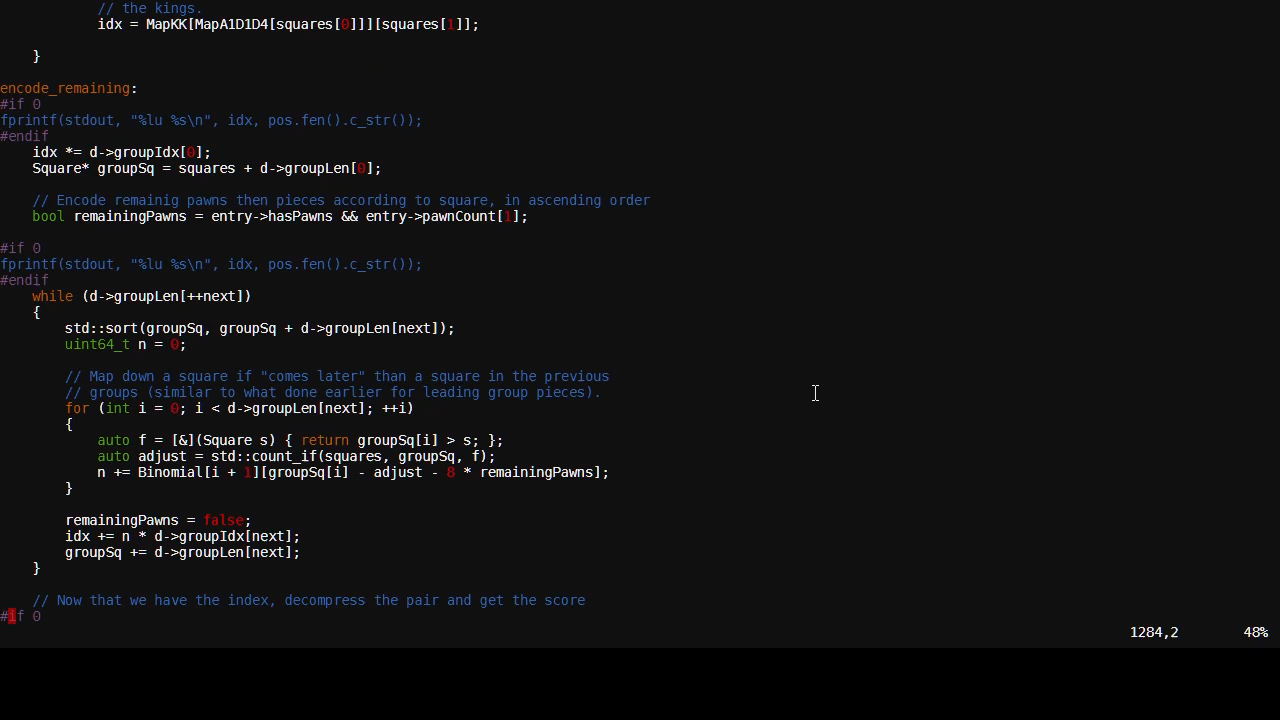 // the kings.
idx = MapKK[MapA1D1D4[squares[0]]][squares[1]];
}
encode_remaining:
#if 0
fprintf(stdout, "%lu %s\n", idx, pos.fen().c_str());
#endif
idx *= d->groupIdx[0];
Square* groupSq = squares + d->groupLen[0];
// Encode remainig pawns then pieces according to square, in ascending order
bool remainingPawns = entry->hasPawns && entry->pawnCount[1];
#if 0
fprintf(stdout, "%lu %s\n", idx, pos.fen().c_str());
#endif
while (d->groupLen[++next])
{
std::sort(groupSq, groupSq + d->groupLen[next]);
uint64_t n = 0;
// Map down a square if "comes later" than a square in the previous
// groups (similar to what done earlier for leading group pieces).
for (int i = 0; i < d->groupLen[next]; ++i)
{
auto f = [&](Square s) { return groupSq[i] > s; };
auto adjust = std::count_if(squares, groupSq, f);
n += Binomial[i + 1][groupSq[i] - adjust - 8 * remainingPawns];
}
remainingPawns = false;
idx += n * d->groupIdx[next];
groupSq += d->groupLen[next];
}
// Now that we have the index, decompress the pair and get the score
#if 0
1284,2 48%